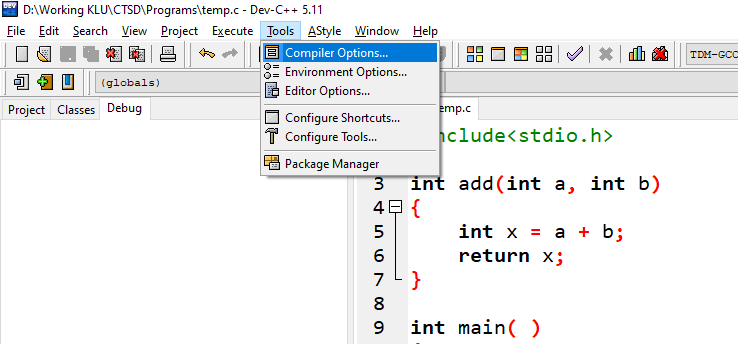 D:\Working KLU\CTSD\Programs\temp.c - Dev-C++ 5.11
File Edit Search View Project Execute Tools AStyle Window Help
TDM-GCC
(globals)
Compiler Options...
Environment Options...
Editor Options...
Configure Shortcuts...
Configure Tools...
Package Manager
Project Classes Debug
emp.c
nclude<stdio.h>
3 int add(int a, int b)
4 {
5 int x = a + b;
6 return x;
7 }
8
9 int main( )